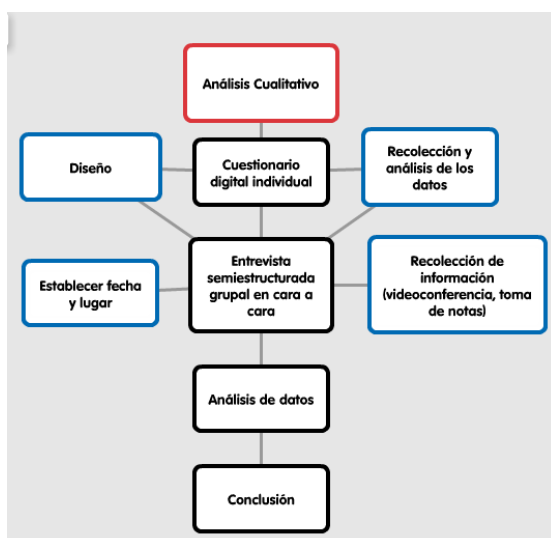 Análisis Cualitativo
Diseño
Cuestionario
digital individual
Recolección y
análisis de los
datos
Establecer fecha
y lugar
Entrevista
semiestructurada
grupal en cara a
cara
Recolección de
información
(videoconferencia, toma
de notas)
Análisis de datos
Conclusión